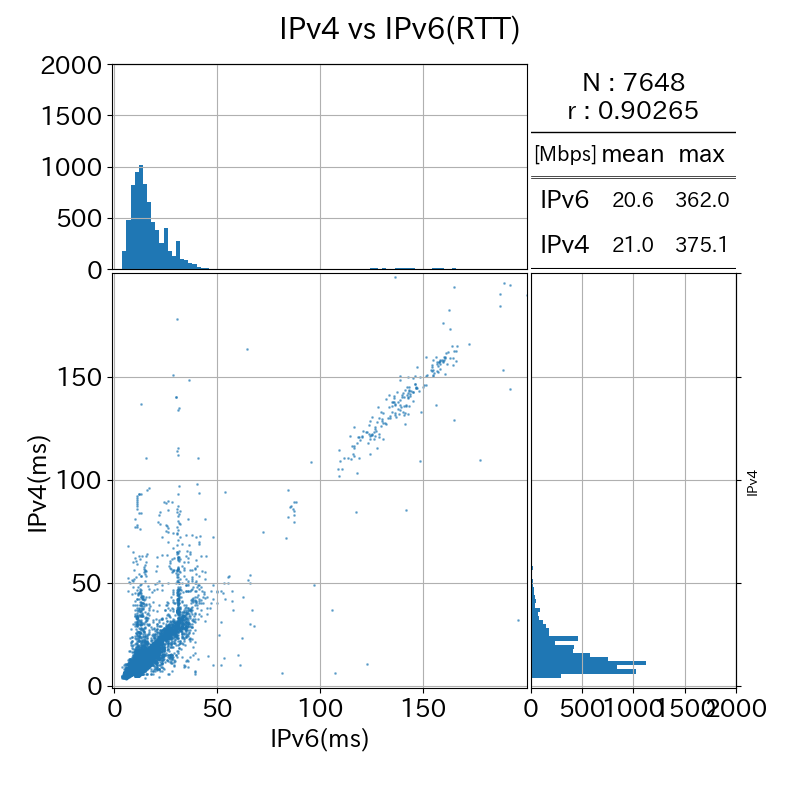 IPv4 vs IPv6(RTT)
2000
1500
1000
500
0
N : 7648
r : 0.90265
[Mbps] mean max
IPv6 20.6 362.0
IPv4 21.0 375.1
150
100
50
0
IPv4(ms)
0 50 100 150
IPv6(ms)
IPv4
0 500 1000 1500 2000